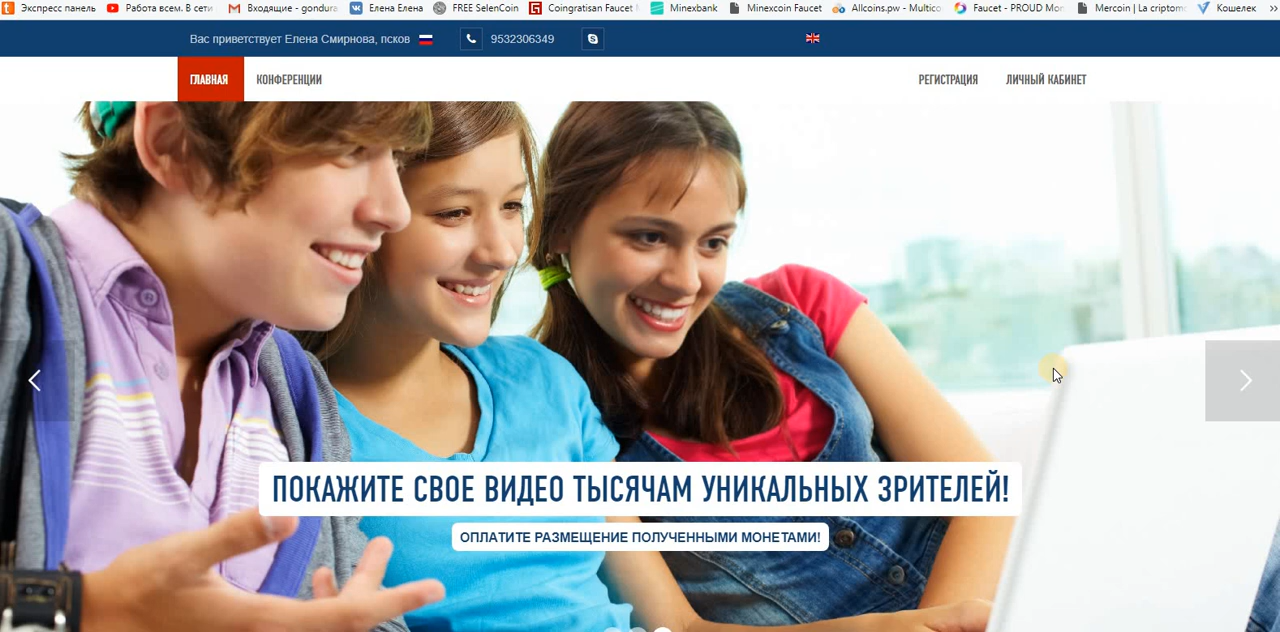 Экспресс панель Работа всем. В сети Входящие - gondura Елена Елена FREE SelenCoin Coingratisan Faucet Minexbank Minexcoin Faucet Allcoins.pw - Multico Faucet - PROUD Mon Mercoin | La criptom Кошелек »
Вас приветствует Елена Смирнова, псков 9532306349
ГЛАВНАЯ КОНФЕРЕНЦИИ РЕГИСТРАЦИЯ ЛИЧНЫЙ КАБИНЕТ
ПОКАЖИТЕ СВОЕ ВИДЕО ТЫСЯЧАМ УНИКАЛЬНЫХ ЗРИТЕЛЕЙ!
ОПЛАТИТЕ РАЗМЕЩЕНИЕ ПОЛУЧЕННЫМИ МОНЕТАМИ!